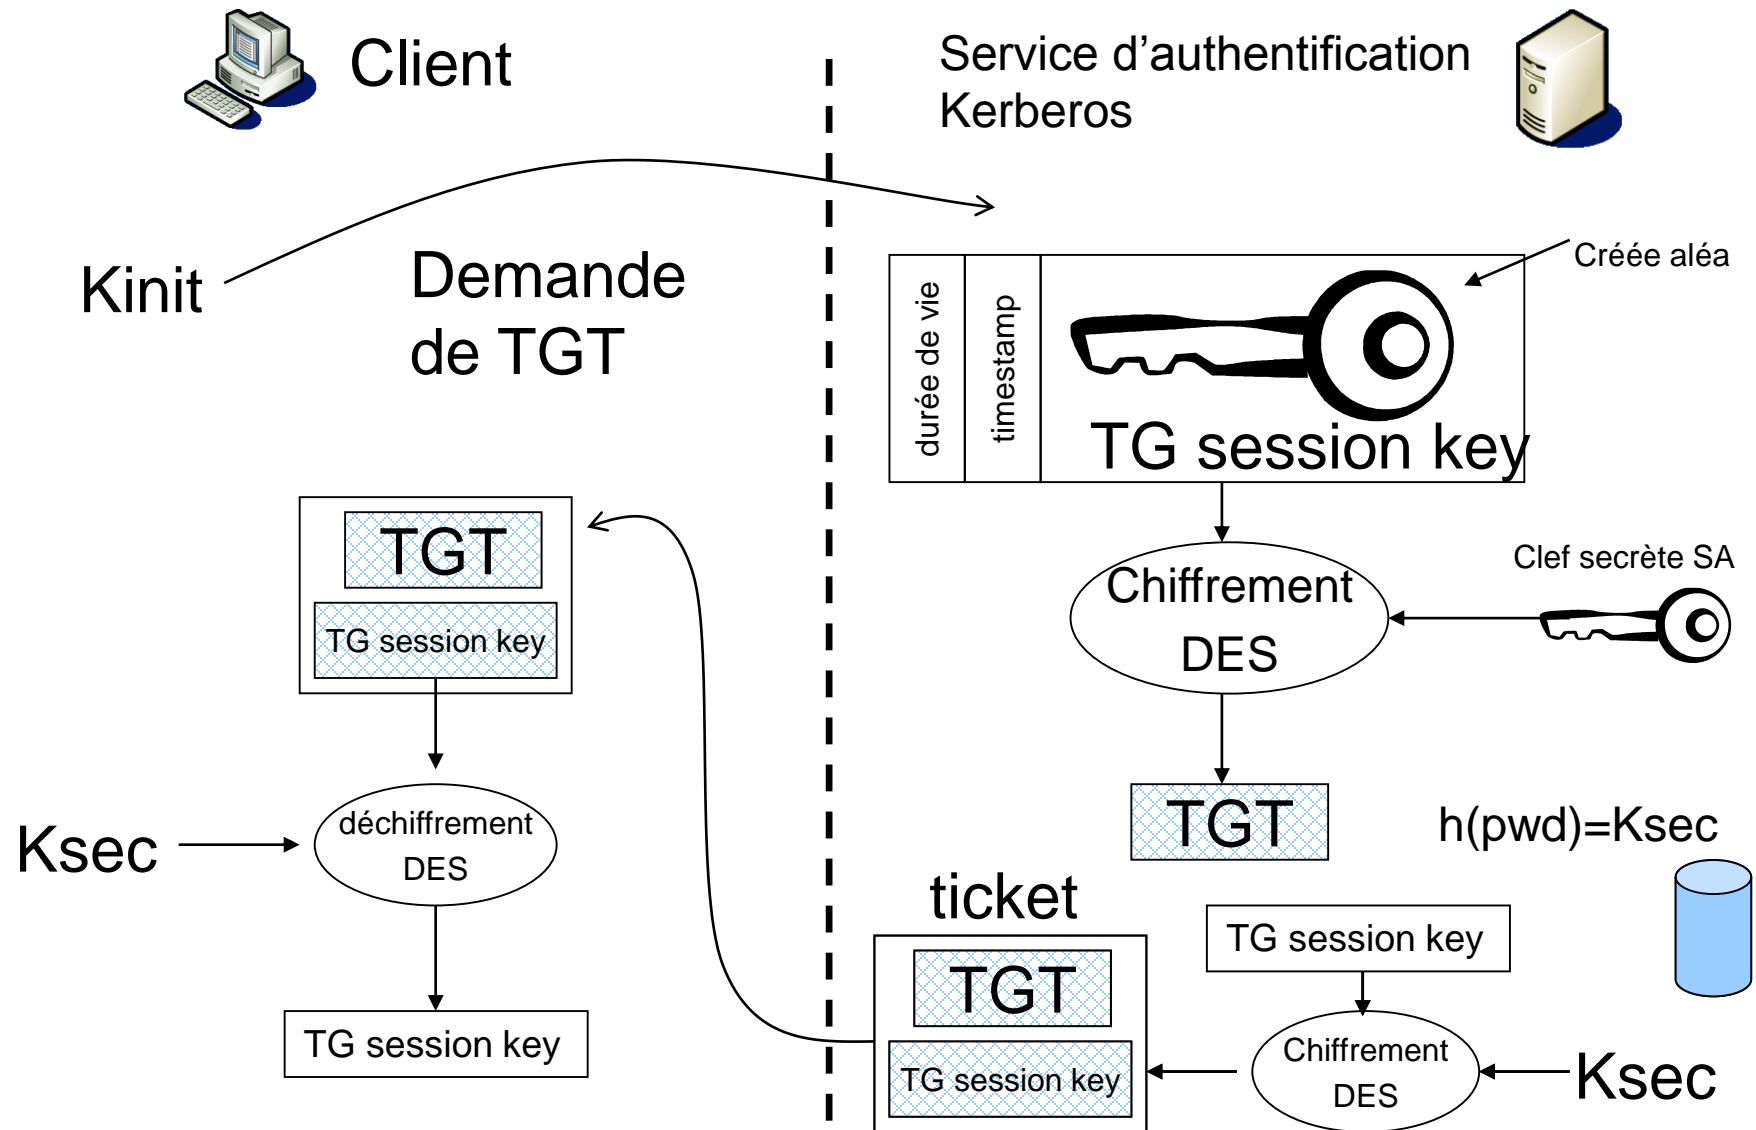 Client
Service d’authentification
Kerberos
Kinit
Demande
de TGT
Créée aléa
durée de vie
timestamp
TG session key
TGT
TG session key
Chiffrement
DES
Clef secrète SA
TGT
h(pwd)=Ksec
Ksec
déchiffrement
DES
ticket
TG session key
TGT
TG session key
Chiffrement
DES
Ksec
TG session key